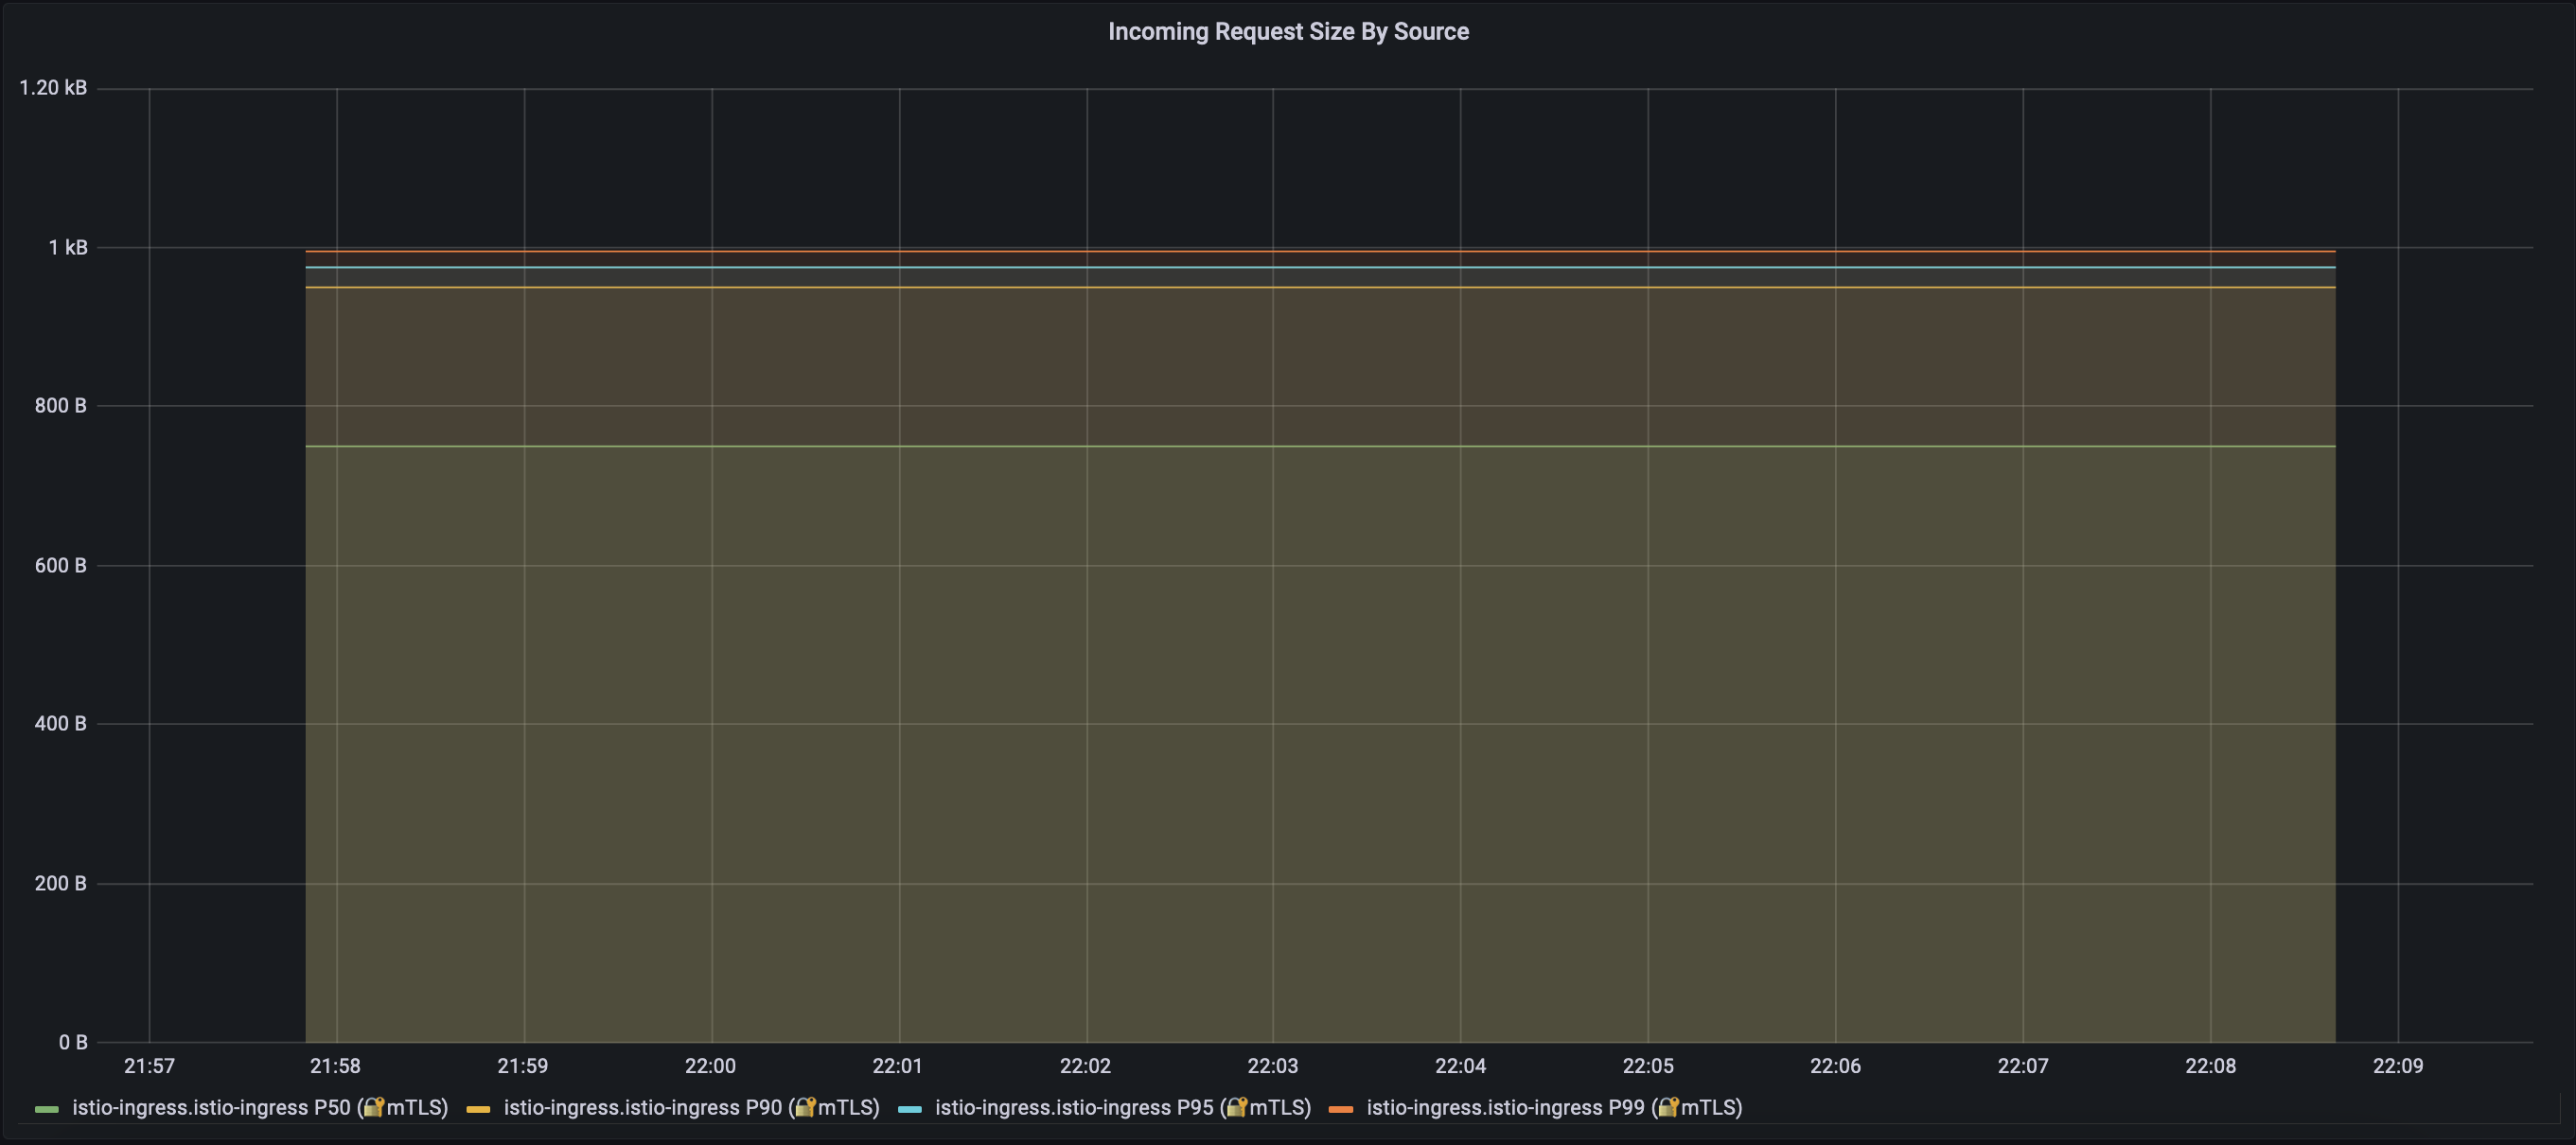 Incoming Request Size By Source
1.20 kB
1 kB
800 B
600 B
400 B
200 B
0 B
21:57 21:58 21:59 22:00 22:01 22:02 22:03 22:04 22:05 22:06 22:07 22:08 22:09
istio-ingress.istio-ingress P50 (🔐mTLS) istio-ingress.istio-ingress P90 (🔐mTLS) istio-ingress.istio-ingress P95 (🔐mTLS) istio-ingress.istio-ingress P99 (🔐mTLS)